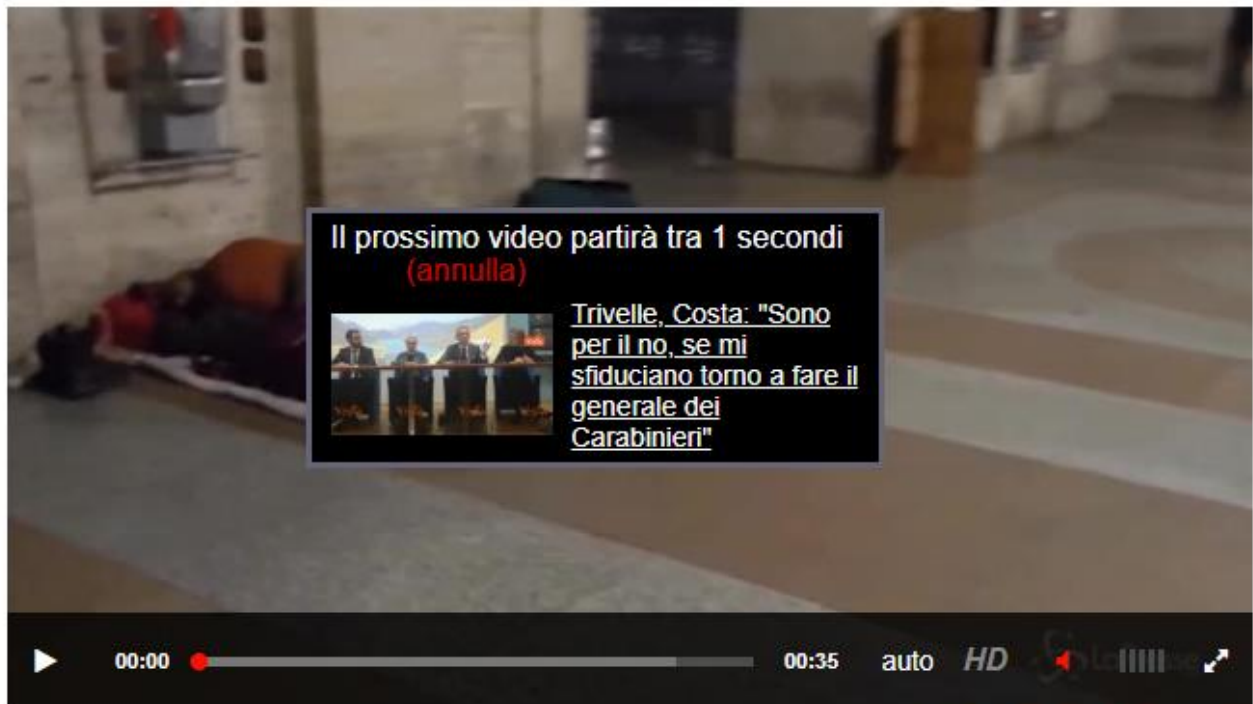 Il prossimo video partirà tra 1 secondi
(annulla)
Trivelle, Costa: "Sono
per il no, se mi
sfiduciano torno a fare il
generale dei
Carabinieri"
00:00
00:35
auto
HD